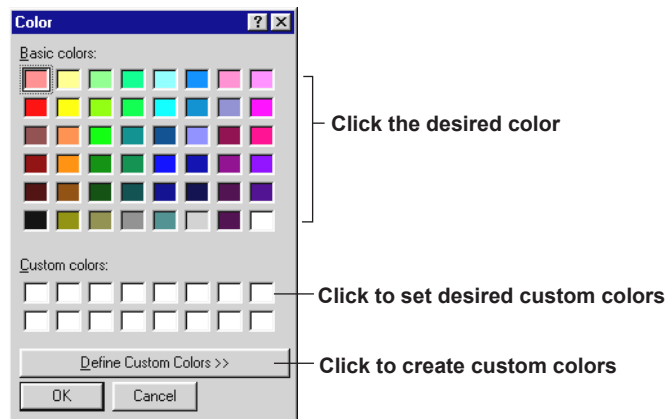 Color
Basic colors:
Click the desired color
Custom colors:
Click to set desired custom colors
Define Custom Colors >>
Click to create custom colors
OK
Cancel